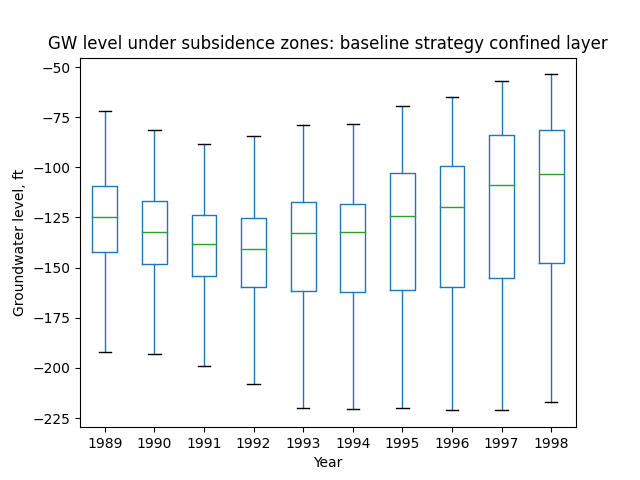 GW level under subsidence zones: baseline strategy confined layer
Groundwater level, ft
−50
−75
−100
−125
−150
−175
−200
−225
1989 1990 1991 1992 1993 1994 1995 1996 1997 1998
Year